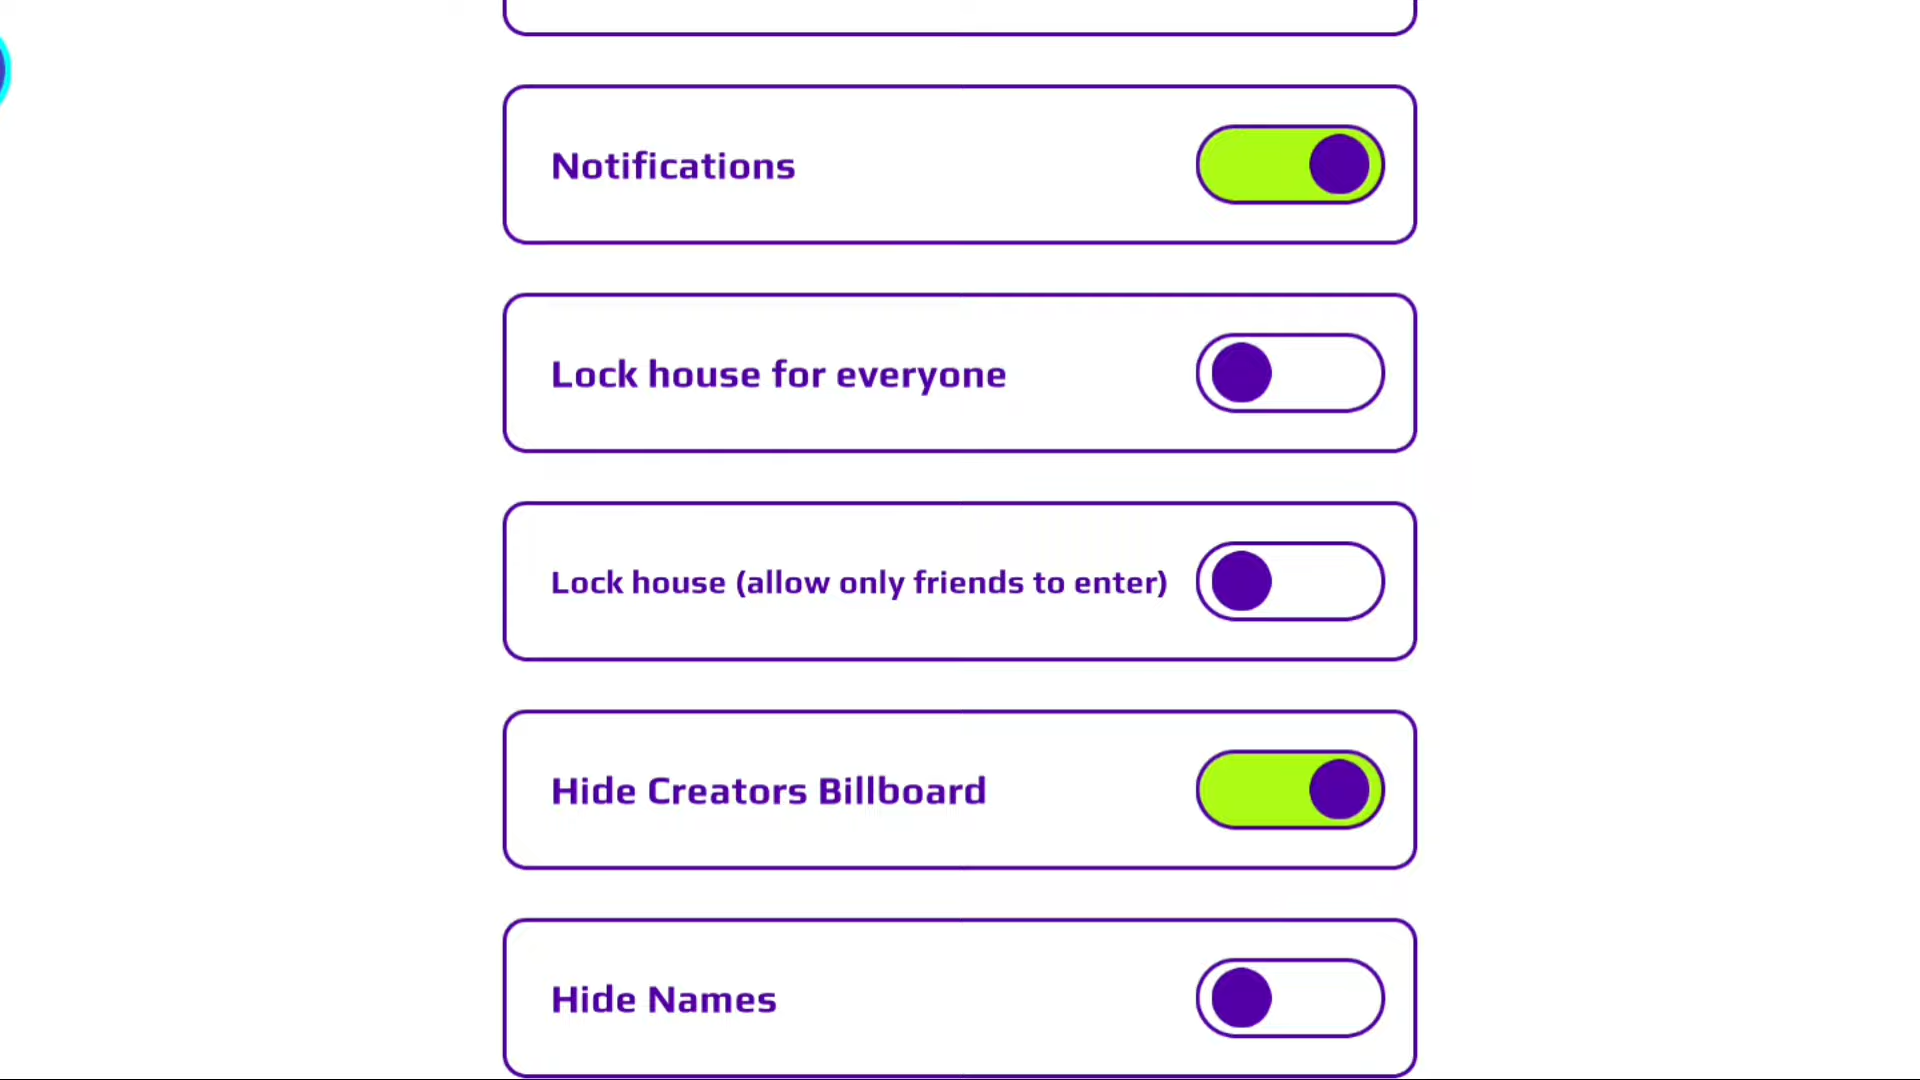 Notifications
Lock house for everyone
Lock house (allow only friends to enter)
Hide Creators Billboard
Hide Names